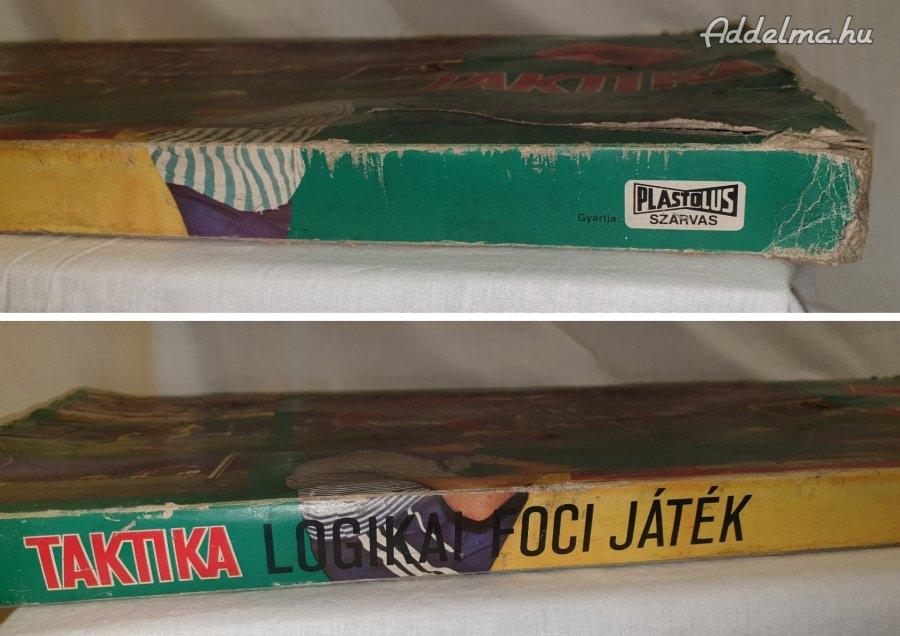 Addelma.hu
TAKTIKA
Gyártja:
PLASTOLUS
SZARVAS
TAKTIKA LOGIKAI FOCI JÁTÉK